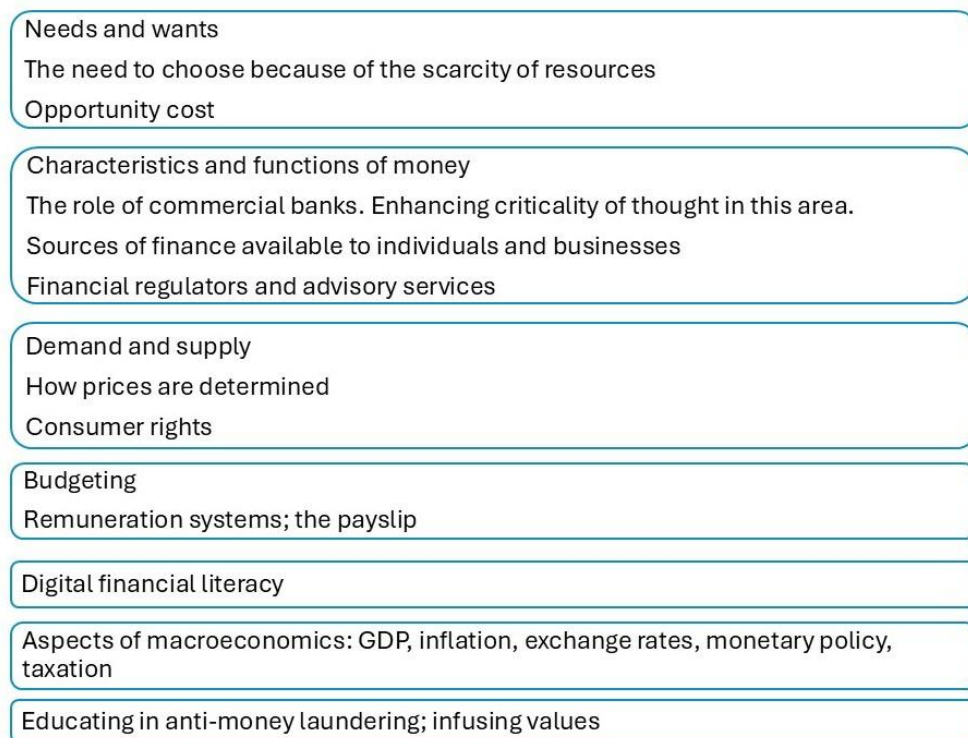 Needs and wants
The need to choose because of the scarcity of resources
Opportunity cost
Characteristics and functions of money
The role of commercial banks. Enhancing criticality of thought in this area.
Sources of finance available to individuals and businesses
Financial regulators and advisory services
Demand and supply
How prices are determined
Consumer rights
Budgeting
Remuneration systems; the payslip
Digital financial literacy
Aspects of macroeconomics: GDP, inflation, exchange rates, monetary policy,
taxation
Educating in anti-money laundering; infusing values